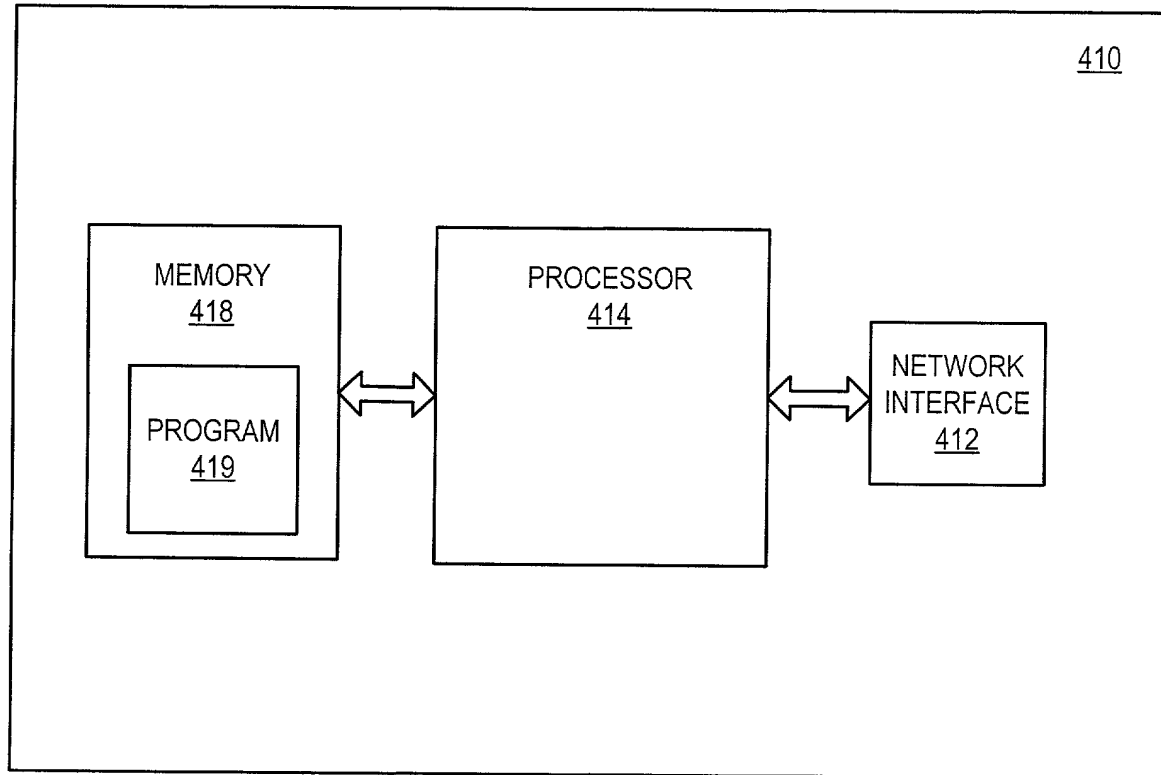 410
MEMORY
418
PROGRAM
419
PROCESSOR
414
NETWORK
INTERFACE
412